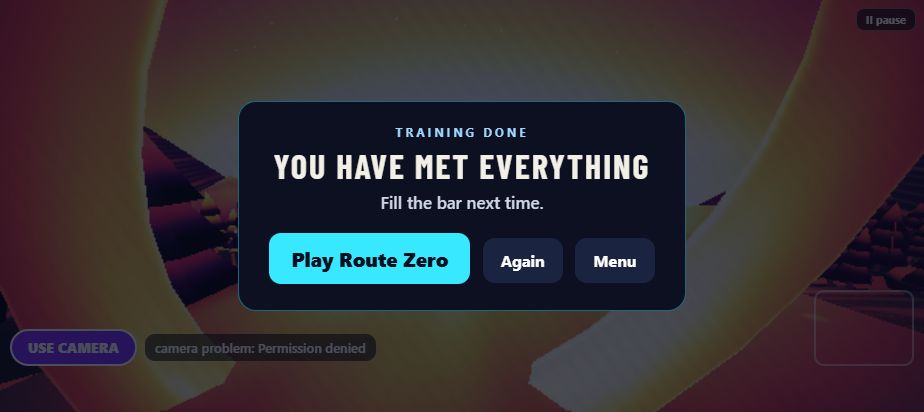 II pause
TRAINING DONE
YOU HAVE MET EVERYTHING
Fill the bar next time.
Play Route Zero
Again
Menu
USE CAMERA
camera problem: Permission denied